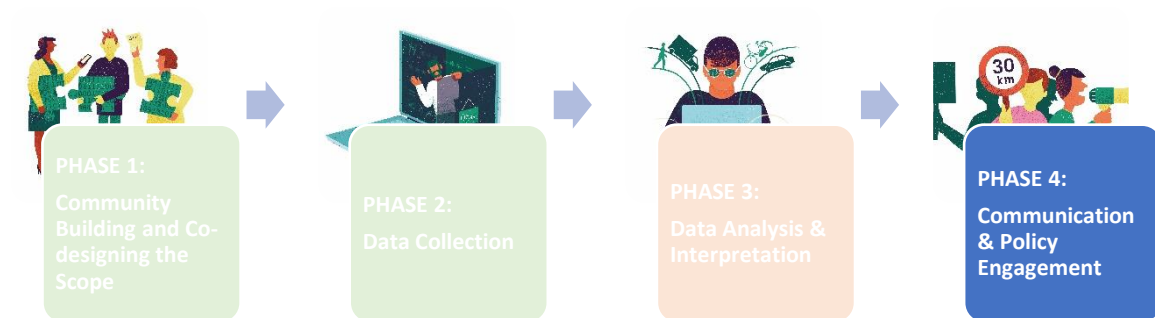 PHASE 1:
Community
Building and Co-
designing the
Scope
PHASE 2:
Data Collection
PHASE 3:
Data Analysis &
Interpretation
30
km
PHASE 4:
Communication
& Policy
Engagement